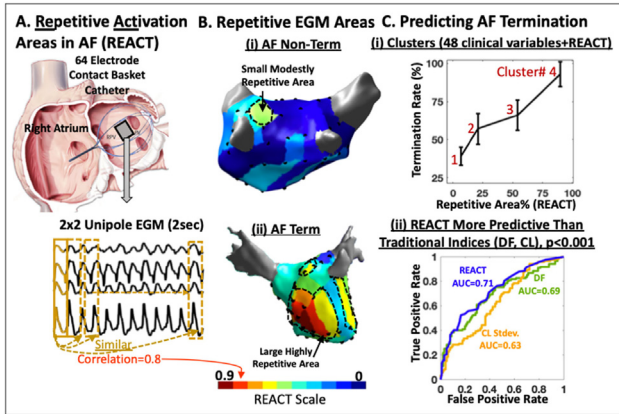 A. Repetitive Activation
Areas in AF (REACT)
64 Electrode
Contact Basket
Catheter
Right Atrium
2x2 Unipole EGM (2sec)
Similar
Correlation=0.8
B. Repetitive EGM Areas
(i) AF Non-Term
Small Modestly
Repetitive Area
(ii) AF Term
Large Highly
Repetitive Area
0.9 0
REACT Scale
C. Predicting AF Termination
(i) Clusters (48 clinical variables+REACT)
Termination Rate (%)
100
75
50
25
0
1
2
3
Cluster# 4
0 25 50 75 100
Repetitive Area% (REACT)
(ii) REACT More Predictive Than
Traditional Indices (DF, CL), p<0.001
True Positive Rate
1
0.8
0.6
0.4
0.2
0
REACT
AUC=0.71
DF
AUC=0.69
CL Stdev.
AUC=0.63
0 0.2 0.4 0.6 0.8 1
False Positive Rate